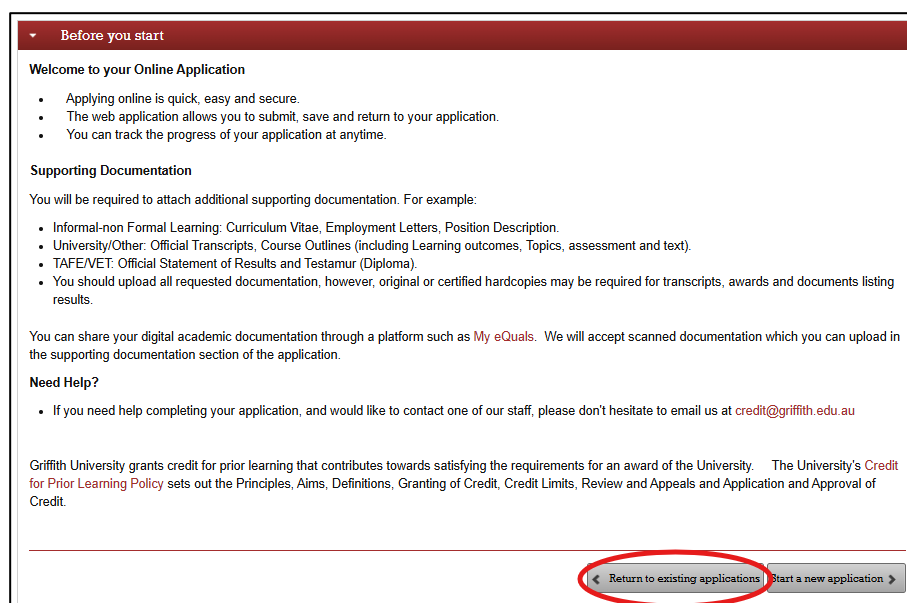 Before you start
Welcome to your Online Application
Applying online is quick, easy and secure.
The web application allows you to submit, save and return to your application.
You can track the progress of your application at anytime.
Supporting Documentation
You will be required to attach additional supporting documentation. For example:
Informal-non Formal Learning: Curriculum Vitae, Employment Letters, Position Description.
University/Other: Official Transcripts, Course Outlines (including Learning outcomes, Topics, assessment and text).
TAFE/VET: Official Statement of Results and Testamur (Diploma).
You should upload all requested documentation, however, original or certified hardcopies may be required for transcripts, awards and documents listing
results.
You can share your digital academic documentation through a platform such as My eQuals. We will accept scanned documentation which you can upload in
the supporting documentation section of the application.
Need Help?
If you need help completing your application, and would like to contact one of our staff, please don't hesitate to email us at credit@griffith.edu.au
Griffith University grants credit for prior learning that contributes towards satisfying the requirements for an award of the University. The University's Credit
for Prior Learning Policy sets out the Principles, Aims, Definitions, Granting of Credit, Credit Limits, Review and Appeals and Application and Approval of
Credit.
Return to existing applications Start a new application